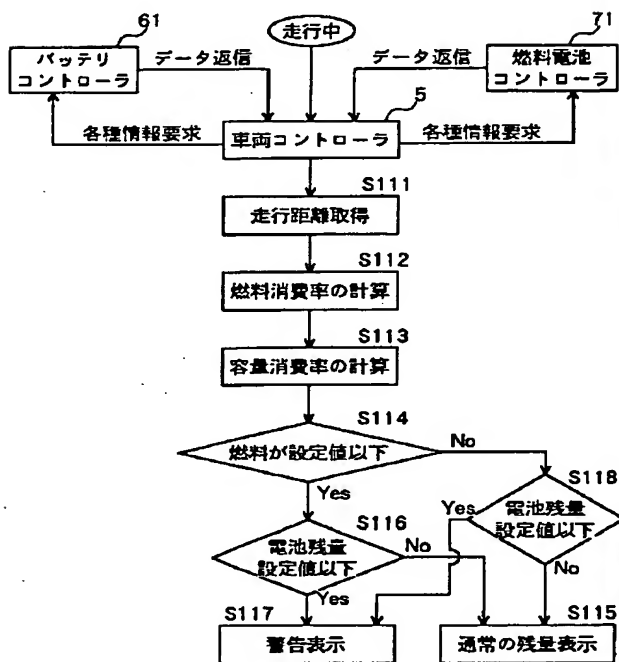 61
バッテリ
コントローラ
データ返信
走行中
データ返信
71
燃料電池
コントローラ
5
各種情報要求
車両コントローラ
各種情報要求
S111
走行距離取得
S112
燃料消費率の計算
S113
容量消費率の計算
S114
燃料が設定値以下
No
Yes
S118
電池残量
設定値以下
Yes
No
S116
電池残量
設定値以下
No
Yes
S117
警告表示
S115
通常の残量表示